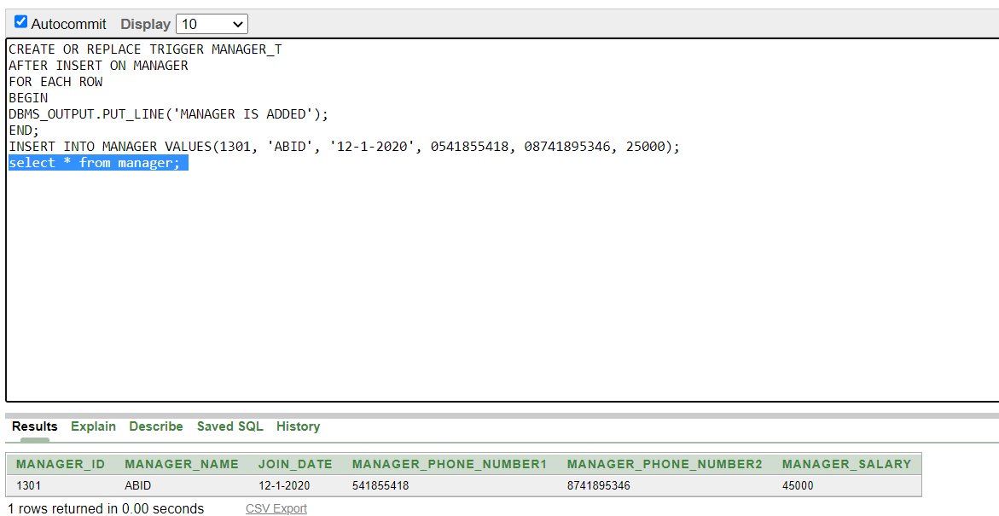 Autocommit Display 10
CREATE OR REPLACE TRIGGER MANAGER_T
AFTER INSERT ON MANAGER
FOR EACH ROW
BEGIN
DBMS_OUTPUT.PUT_LINE('MANAGER IS ADDED');
END;
INSERT INTO MANAGER VALUES(1301, 'ABID', '12-1-2020', 0541855418, 08741895346, 25000);
select * from manager;
Results Explain Describe Saved SQL History
MANAGER_ID MANAGER_NAME JOIN_DATE MANAGER_PHONE_NUMBER1 MANAGER_PHONE_NUMBER2 MANAGER_SALARY
1301 ABID 12-1-2020 541855418 8741895346 45000
1 rows returned in 0.00 seconds CSV Export